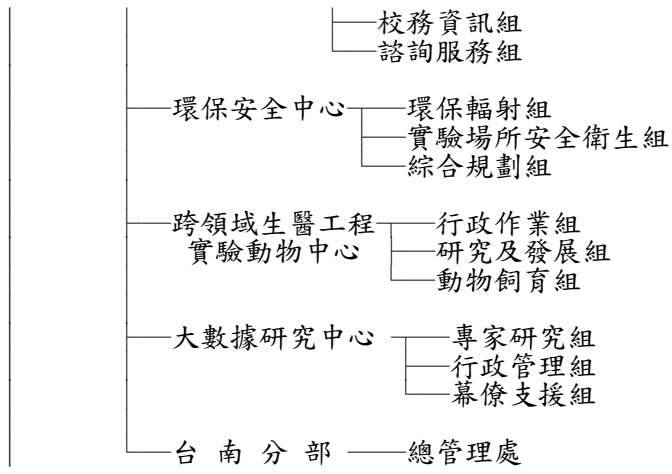 校務資訊組
諮詢服務組
環保安全中心 環保輻射組
實驗場所安全衛生組
綜合規劃組
跨領域生醫工程 行政作業組
實驗動物中心 研究及發展組
動物飼育組
大數據研究中心 專家研究組
行政管理組
幕僚支援組
台南分部 總管理處